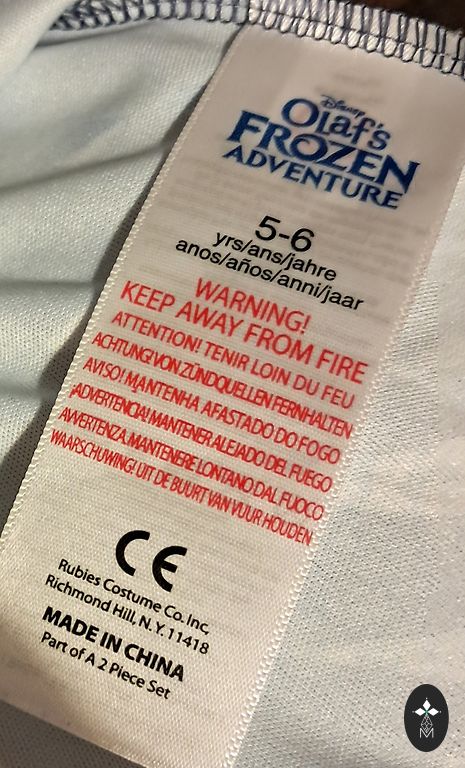 Disney
OLAF'S
FROZEN
ADVENTURE
5-6
yrs/ans/jahre
anos/años/anni/jaar
WARNING!
KEEP AWAY FROM FIRE
ATTENTION! TENIR LOIN DU FEU
ACHTUNG! VON ZÜNDQUELLEN FERNHALTEN
AVISO! MANTENHA AFASTADO DO FOGO
¡ADVERTENCIA! MANTENER ALEJADO DEL FUEGO
AVVERTENZA. MANTENERE LONTANO DAL FUOCO
WAARSCHUWING! UIT DE BUURT VAN VUUR HOUDEN
CE
Rubies Costume Co. Inc,
Richmond Hill, N.Y. 11418
MADE IN CHINA
Part of A 2 Piece Set
M